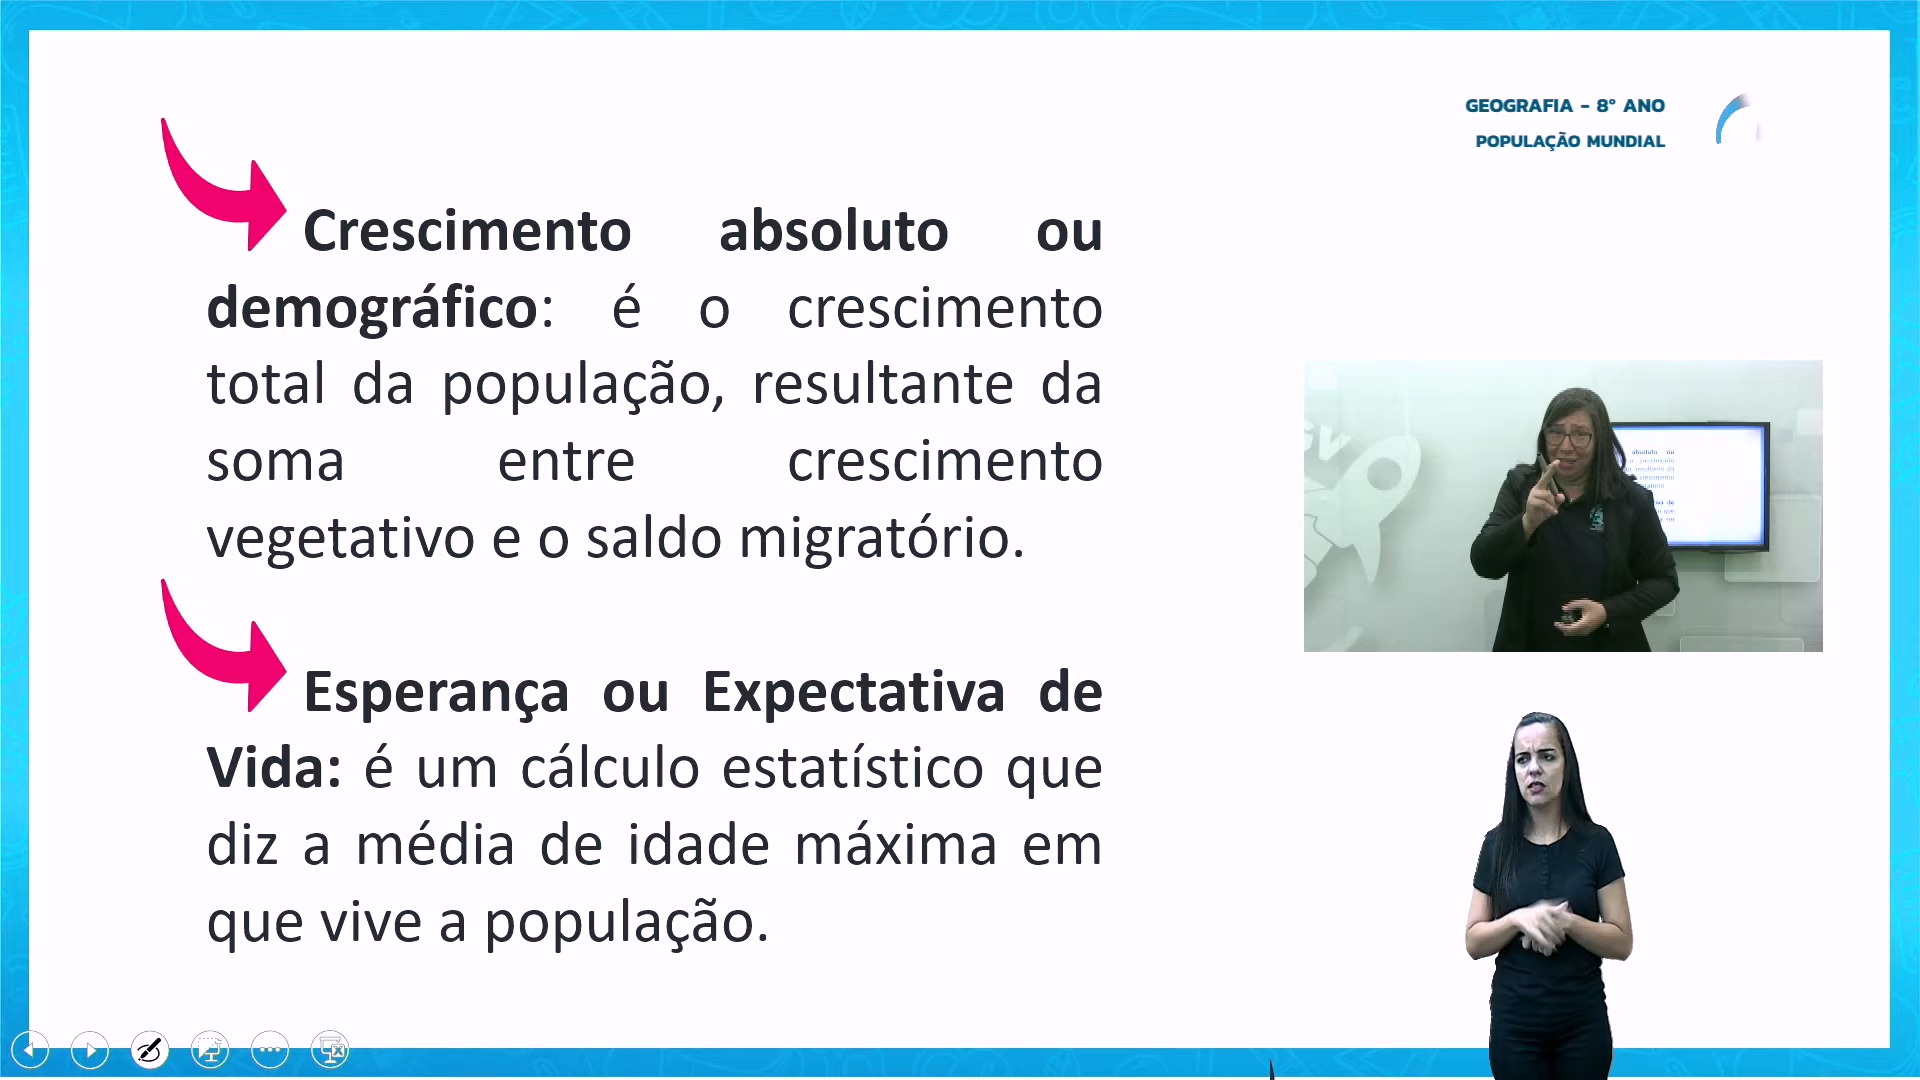 GEOGRAFIA - 8º ANO
POPULAÇÃO MUNDIAL
Crescimento absoluto ou
demográfico: é o crescimento
total da população, resultante da
soma entre crescimento
vegetativo e o saldo migratório.
Esperança ou Expectativa de
Vida: é um cálculo estatístico que
diz a média de idade máxima em
que vive a população.